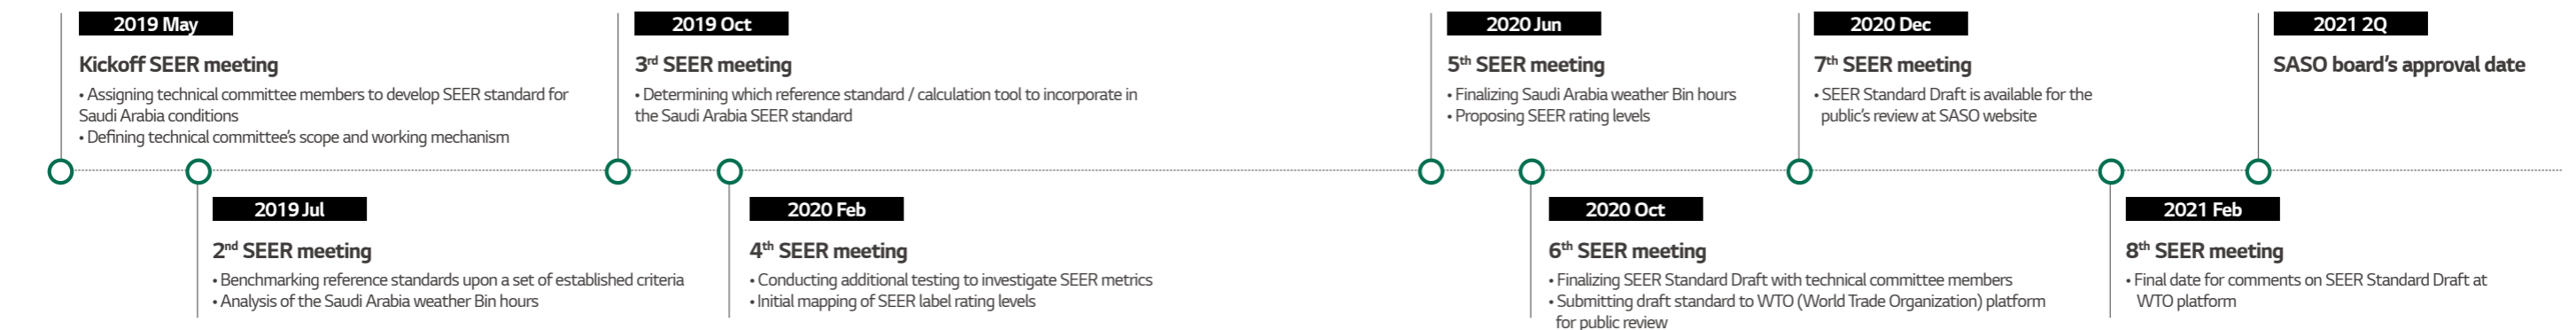 2019 May
Kickoff SEER meeting
• Assigning technical committee members to develop SEER standard for
Saudi Arabia conditions
• Defining technical committee's scope and working mechanism
2019 Jul
2nd SEER meeting
• Benchmarking reference standards upon a set of established criteria
• Analysis of the Saudi Arabia weather Bin hours
2019 Oct
3rd SEER meeting
• Determining which reference standard / calculation tool to incorporate in
the Saudi Arabia SEER standard
2020 Feb
4th SEER meeting
• Conducting additional testing to investigate SEER metrics
• Initial mapping of SEER label rating levels
2020 Jun
5th SEER meeting
• Finalizing Saudi Arabia weather Bin hours
• Proposing SEER rating levels
2020 Oct
6th SEER meeting
• Finalizing SEER Standard Draft with technical committee members
• Submitting draft standard to WTO (World Trade Organization) platform
for public review
2020 Dec
7th SEER meeting
• SEER Standard Draft is available for the
public's review at SASO website
2021 Feb
8th SEER meeting
• Final date for comments on SEER Standard Draft at
WTO platform
2021 2Q
SASO board's approval date